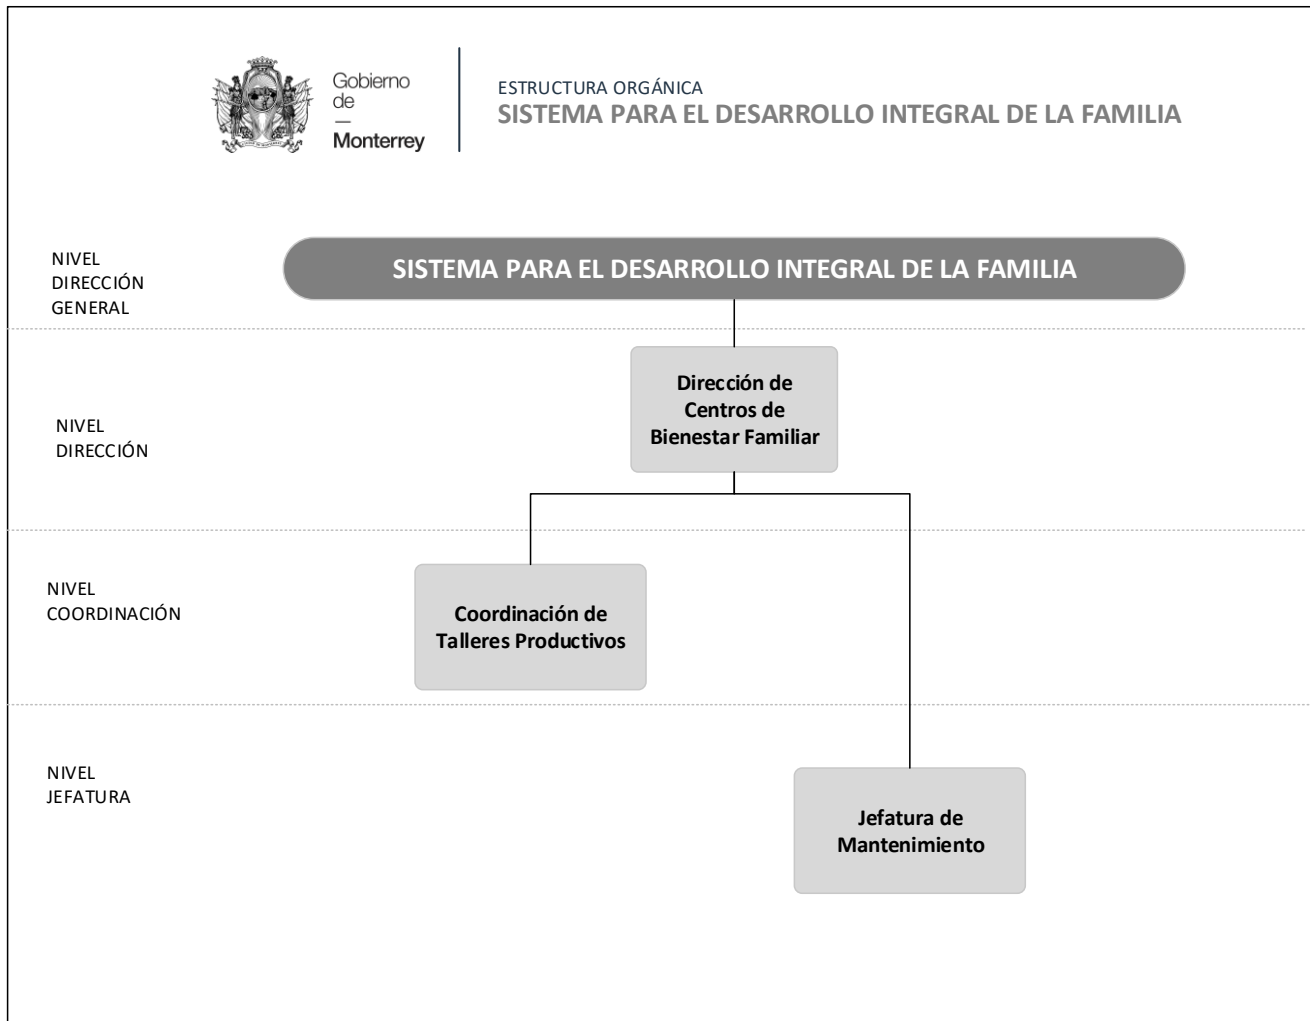 Gobierno
de
—
Monterrey
ESTRUCTURA ORGÁNICA
SISTEMA PARA EL DESARROLLO INTEGRAL DE LA FAMILIA
NIVEL
DIRECCIÓN
GENERAL
SISTEMA PARA EL DESARROLLO INTEGRAL DE LA FAMILIA
NIVEL
DIRECCIÓN
Dirección de
Centros de
Bienestar Familiar
NIVEL
COORDINACIÓN
Coordinación de
Talleres Productivos
NIVEL
JEFATURA
Jefatura de
Mantenimiento